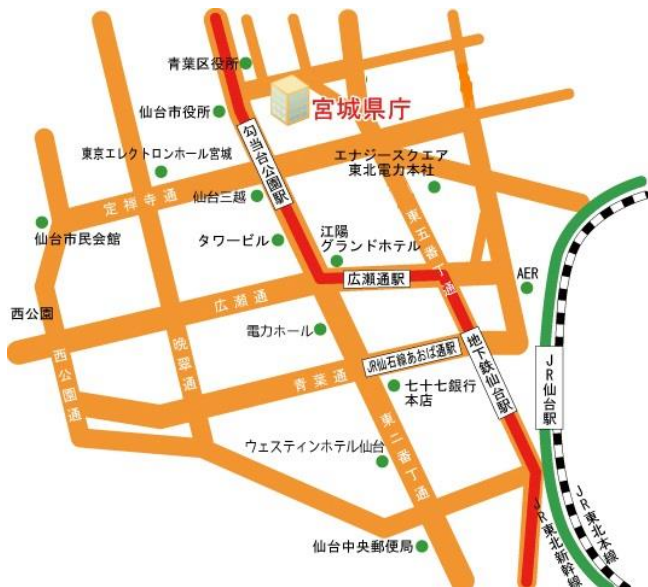 青葉区役所
宮城県庁
仙台市役所
勾当台公園駅
東京エレクトロンホール宮城
エナジースクエア
東北電力本社
定禅寺通
仙台三越
東五番丁通
仙台市民会館
タワービル
江陽
グランドホテル
広瀬通駅
AER
広瀬通
西公園
電力ホール
晩翠通
西公園通
JR仙石線あおば通駅
地下鉄仙台駅
JR仙台駅
青葉通
七十七銀行
本店
東二番丁通
ウェスティンホテル仙台
仙台中央郵便局
JR東北新幹線
JR東北本線